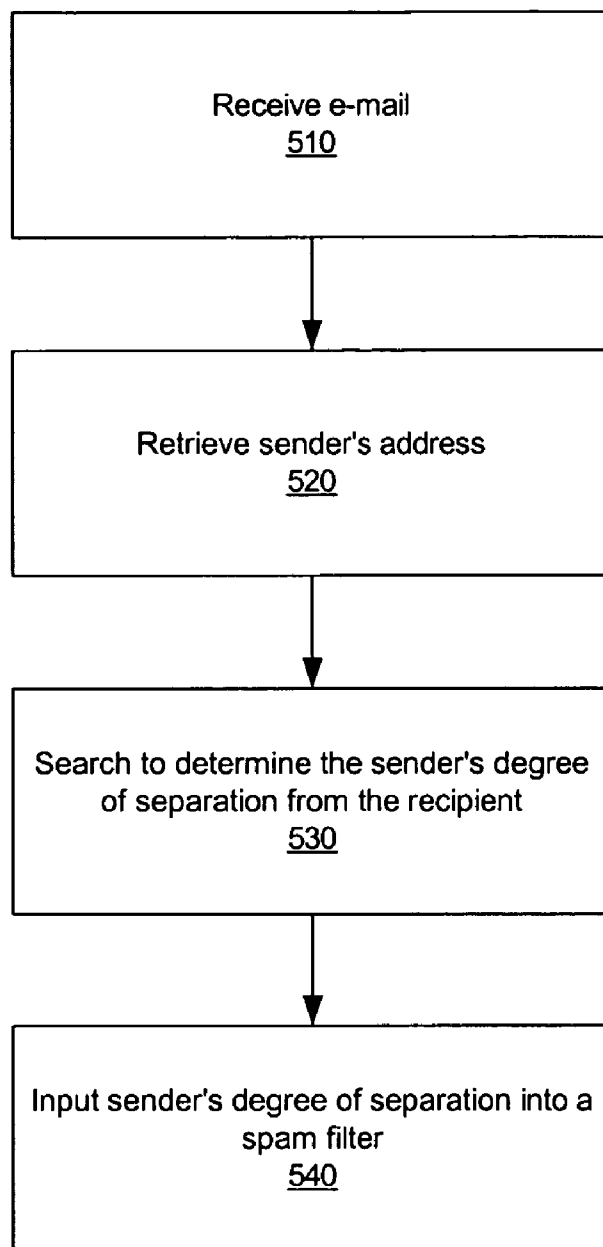 Receive e-mail
510
Retrieve sender's address
520
Search to determine the sender's degree
of separation from the recipient
530
Input sender's degree of separation into a
spam filter
540